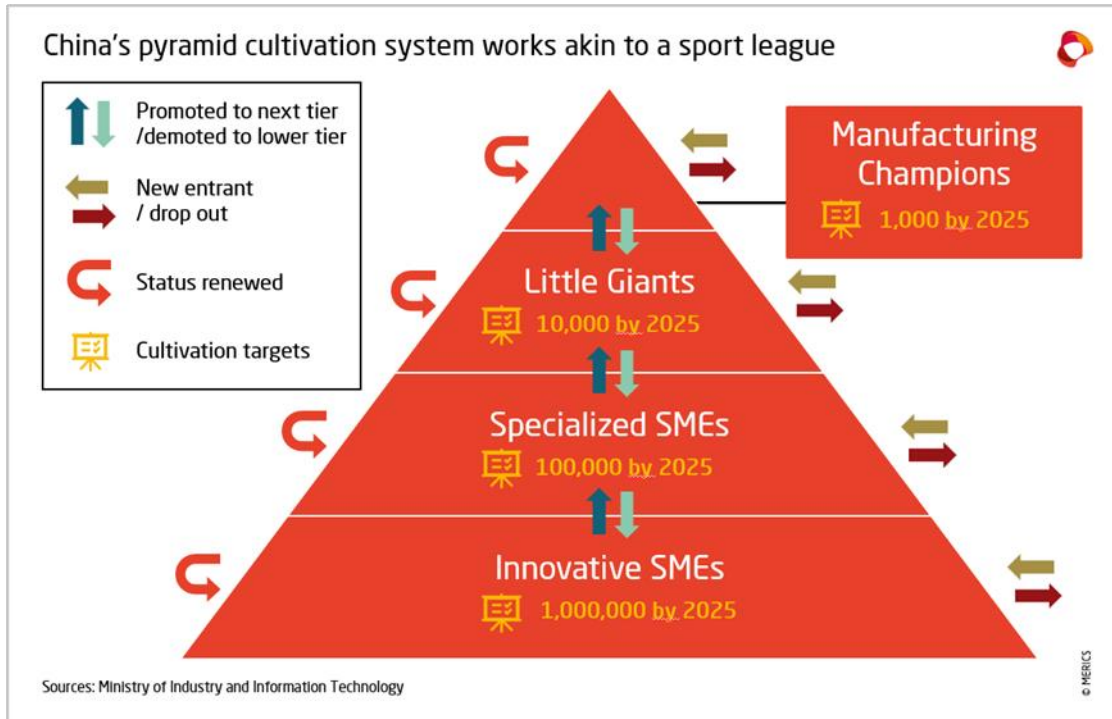 China's pyramid cultivation system works akin to a sport league
Promoted to next tier
/demoted to lower tier
New entrant
/ drop out
Status renewed
Cultivation targets
Manufacturing
Champions
1,000 by 2025
Little Giants
10,000 by 2025
Specialized SMEs
100,000 by 2025
Innovative SMEs
1,000,000 by 2025
Sources: Ministry of Industry and Information Technology
© MERICS